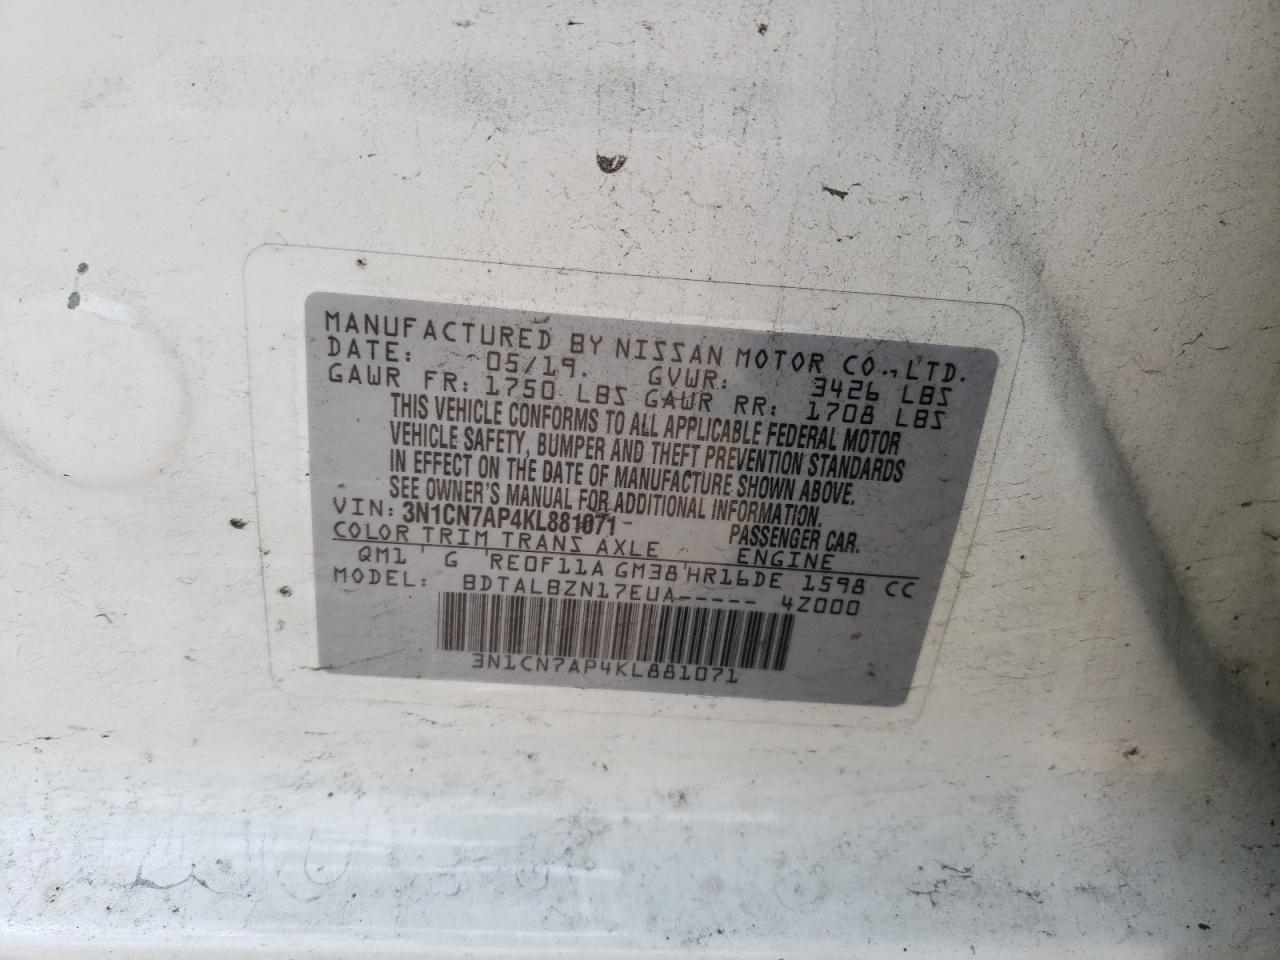 MANUFACTURED BY NISSAN MOTOR CO., LTD.
DATE: 05/19. GVWR: 3426 LBS
GAWR FR: 1750 LBS GAWR RR: 1708 LBS
THIS VEHICLE CONFORMS TO ALL APPLICABLE FEDERAL MOTOR
VEHICLE SAFETY, BUMPER AND THEFT PREVENTION STANDARDS
IN EFFECT ON THE DATE OF MANUFACTURE SHOWN ABOVE.
SEE OWNER'S MANUAL FOR ADDITIONAL INFORMATION.
VIN: 3N1CN7AP4KL881071 PASSENGER CAR.
COLOR TRIM TRANS AXLE ENGINE
QM1 G RE0F11A GM38 HR16DE 1598 CC
MODEL: BDTALBZN17EUA----- 4Z000
3N1CN7AP4KL881071